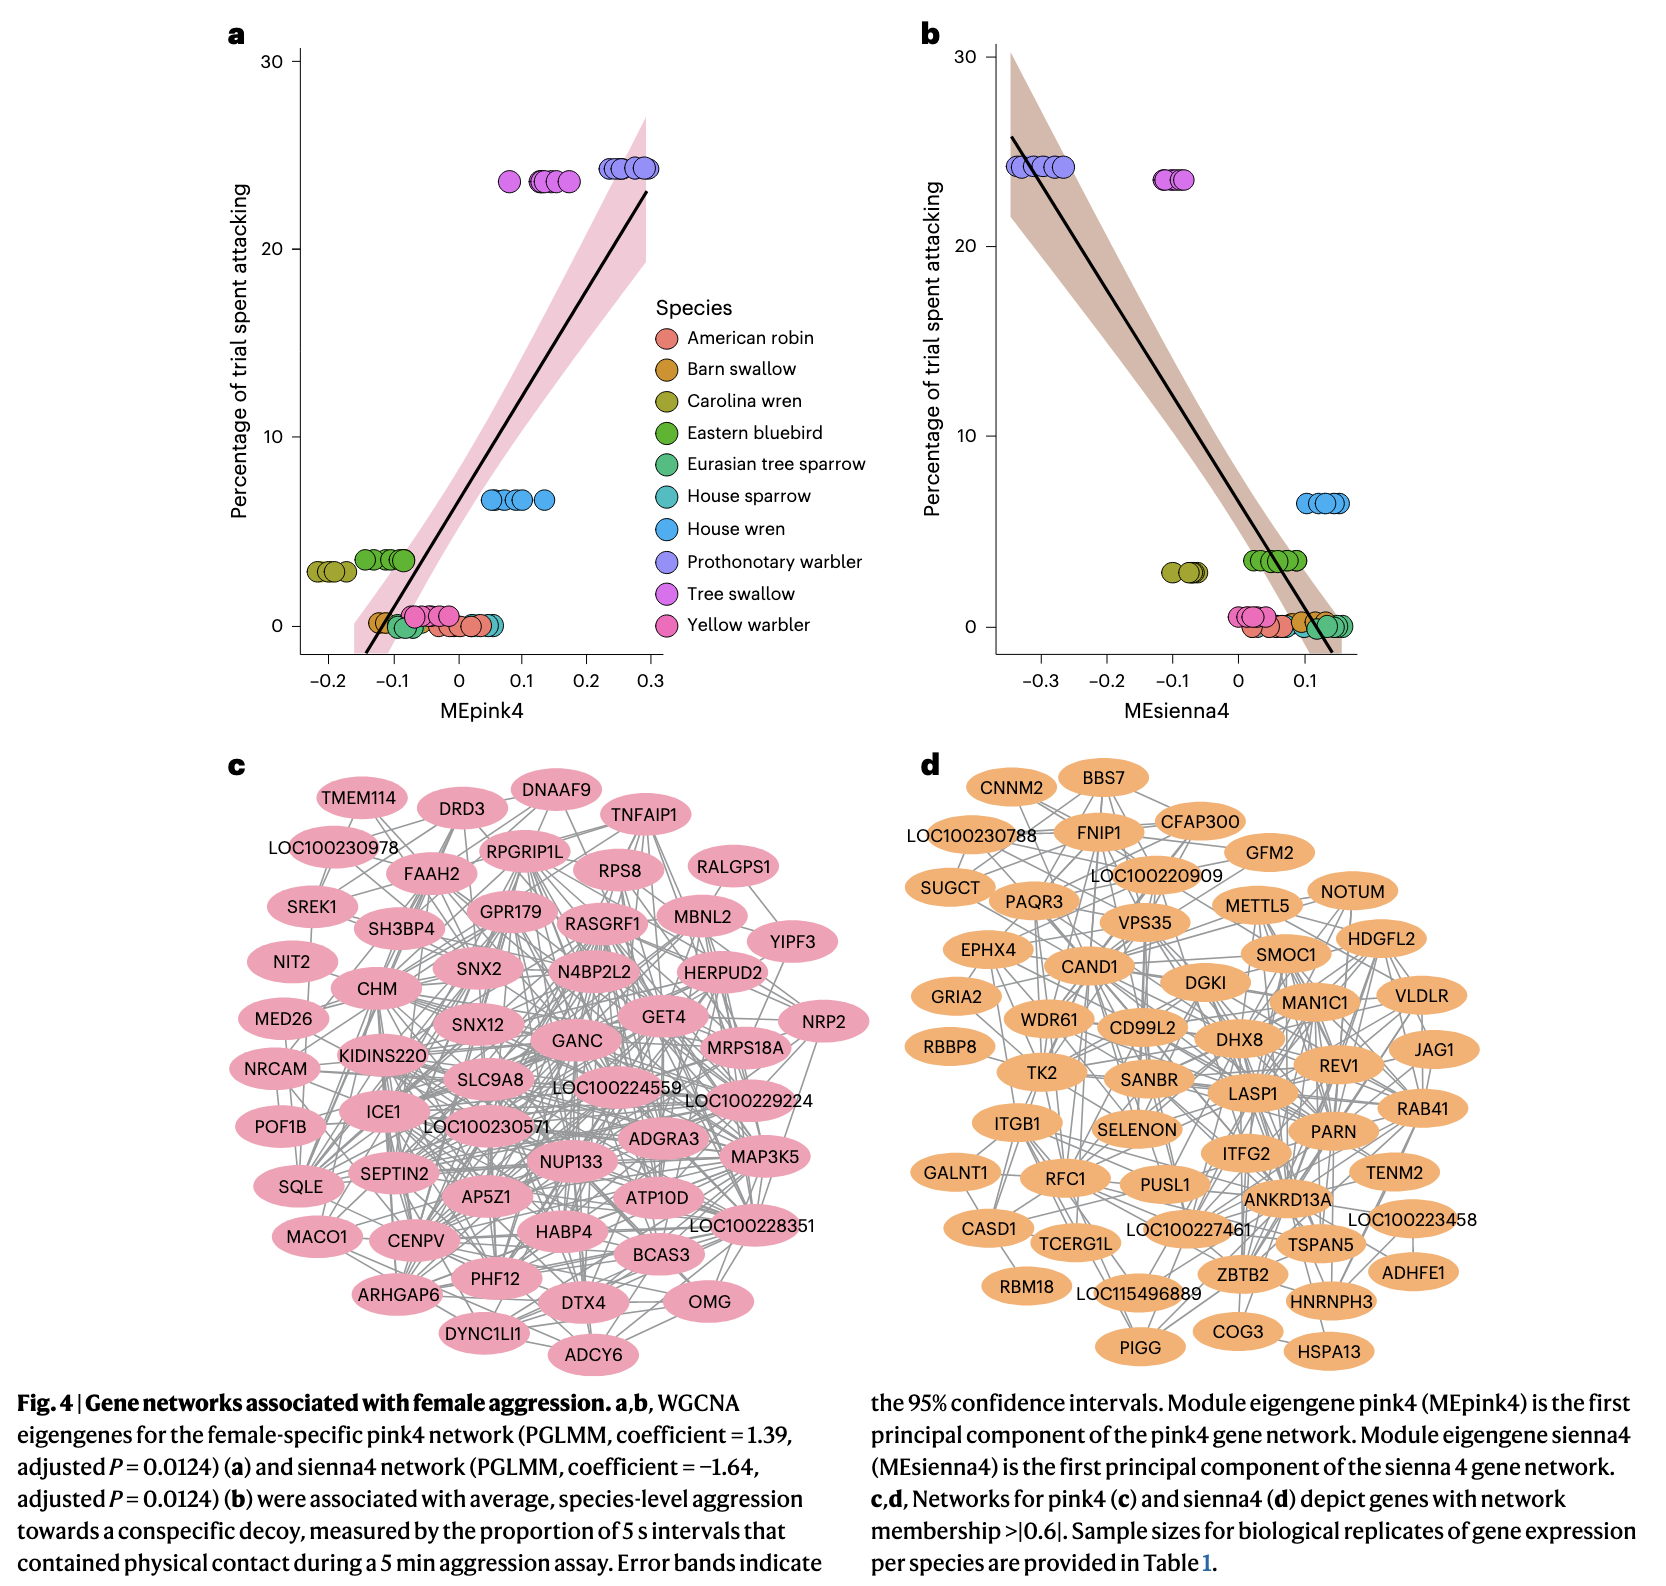 a
30
20
10
0
Percentage of trial spent attacking
−0.2 −0.1 0 0.1 0.2 0.3
MEpink4
Species
American robin
Barn swallow
Carolina wren
Eastern bluebird
Eurasian tree sparrow
House sparrow
House wren
Prothonotary warbler
Tree swallow
Yellow warbler
b
30
20
10
0
Percentage of trial spent attacking
−0.3 −0.2 −0.1 0 0.1
MEsienna4
c
DNAAF9
TMEM114
DRD3
TNFAIP1
LOC100230978
RPGRIP1L
FAAH2
RPS8
RALGPS1
SREK1
GPR179
SH3BP4
RASGRF1
MBNL2
YIPF3
NIT2
SNX2
N4BP2L2
HERPUD2
CHM
MED26
SNX12
GET4
NRP2
GANC
MRPS18A
KIDINS220
NRCAM
SLC9A8
LOC100224559
LOC100229224
ICE1
POF1B
LOC100230571
ADGRA3
NUP133
MAP3K5
SEPTIN2
SQLE
AP5Z1
ATP10D
LOC100228351
MACO1
CENPV
HABP4
BCAS3
PHF12
ARHGAP6
DTX4
OMG
DYNC1LI1
ADCY6
d
BBS7
CNNM2
CFAP300
LOC100230788
FNIP1
GFM2
LOC100220909
SUGCT
NOTUM
PAQR3
METTL5
VPS35
HDGFL2
EPHX4
SMOC1
CAND1
DGKI
GRIA2
MAN1C1
VLDLR
WDR61
CD99L2
DHX8
RBBP8
JAG1
REV1
TK2
SANBR
LASP1
RAB41
ITGB1
SELENON
PARN
ITFG2
GALNT1
RFC1
PUSL1
TENM2
ANKRD13A
CASD1
LOC100227461
LOC100223458
TCERG1L
TSPAN5
ZBTB2
ADHFE1
RBM18
LOC115496889
HNRNPH3
COG3
PIGG
HSPA13
Fig. 4 | Gene networks associated with female aggression. a,b, WGCNA
eigengenes for the female-specific pink4 network (PGLMM, coefficient = 1.39,
adjusted P = 0.0124) (a) and sienna4 network (PGLMM, coefficient = −1.64,
adjusted P = 0.0124) (b) were associated with average, species-level aggression
towards a conspecific decoy, measured by the proportion of 5 s intervals that
contained physical contact during a 5 min aggression assay. Error bands indicate
the 95% confidence intervals. Module eigengene pink4 (MEpink4) is the first
principal component of the pink4 gene network. Module eigengene sienna4
(MEsienna4) is the first principal component of the sienna 4 gene network.
c,d, Networks for pink4 (c) and sienna4 (d) depict genes with network
membership >|0.6|. Sample sizes for biological replicates of gene expression
per species are provided in Table 1.